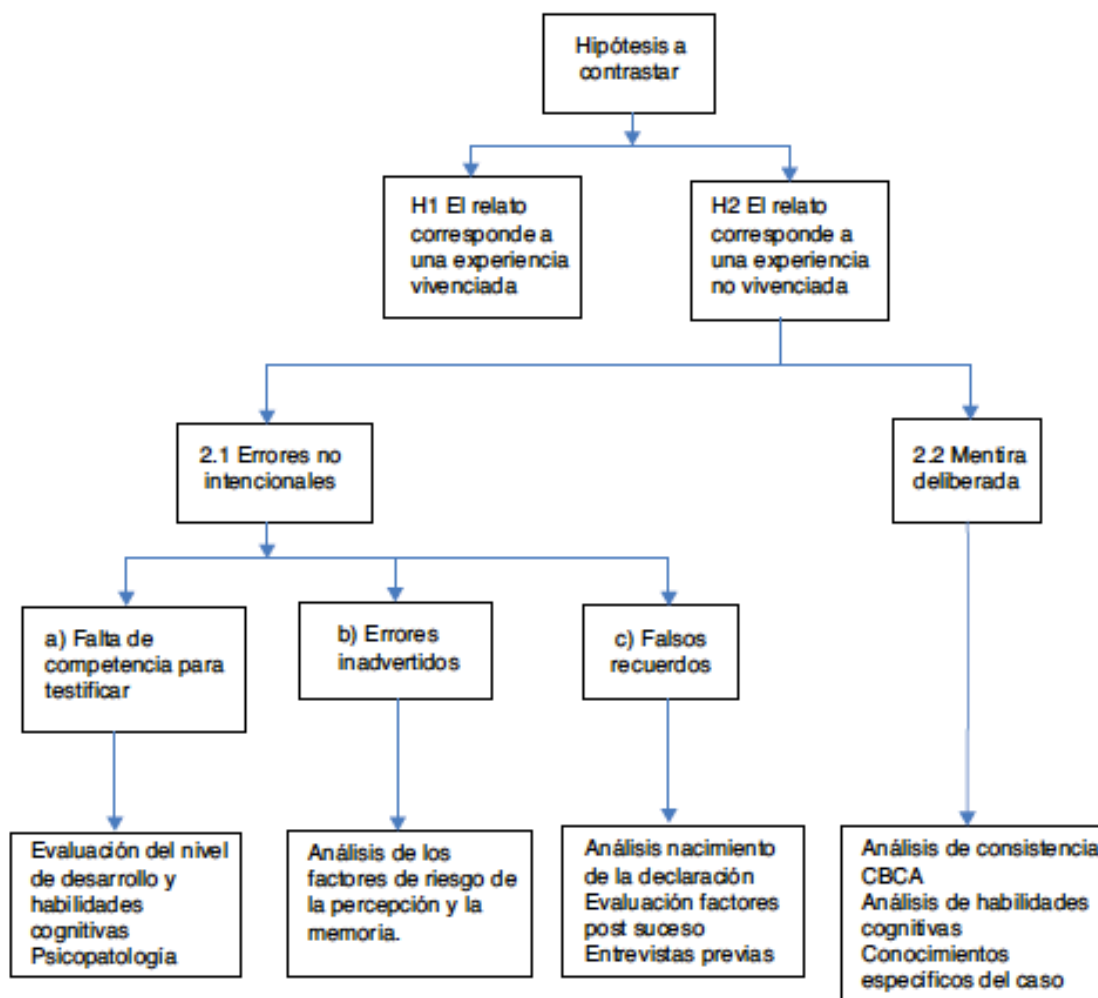 Hipótesis a
contrastar
H1 El relato
corresponde a
una experiencia
vivenciada
H2 El relato
corresponde a
una experiencia
no vivenciada
2.1 Errores no
intencionales
2.2 Mentira
deliberada
a) Falta de
competencia para
testificar
b) Errores
inadvertidos
c) Falsos
recuerdos
Evaluación del nivel
de desarrollo y
habilidades
cognitivas
Psicopatología
Análisis de los
factores de riesgo de
la percepción y la
memoria.
Análisis nacimiento
de la declaración
Evaluación factores
post suceso
Entrevistas previas
Análisis de consistencia
CBCA
Análisis de habilidades
cognitivas
Conocimientos
específicos del caso